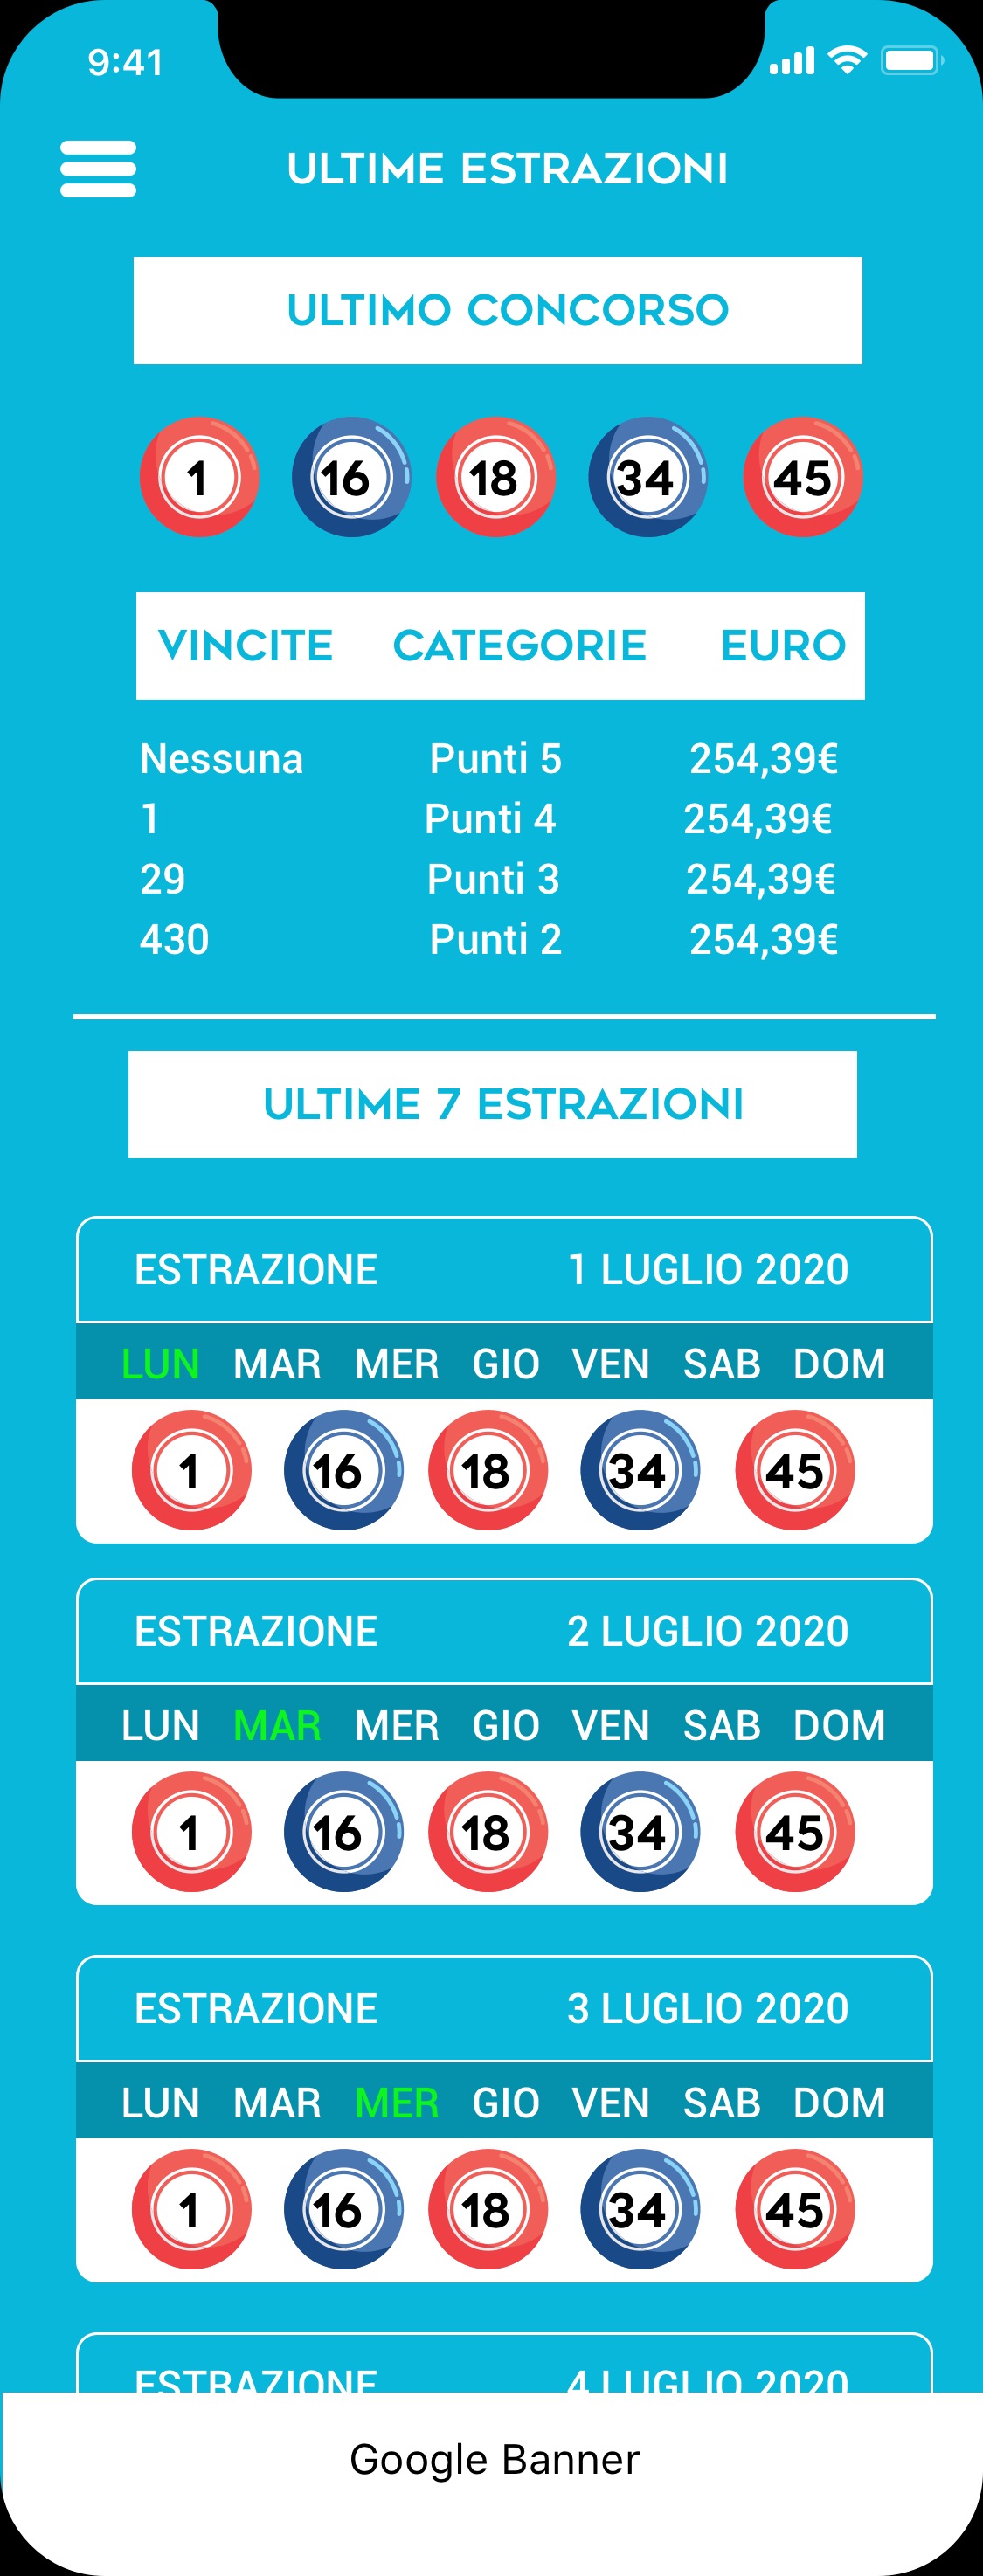 9:41
ULTIME ESTRAZIONI
ULTIMO CONCORSO
1 16 18 34 45
VINCITE CATEGORIE EURO
Nessuna Punti 5 254,39€
1 Punti 4 254,39€
29 Punti 3 254,39€
430 Punti 2 254,39€
ULTIME 7 ESTRAZIONI
ESTRAZIONE 1 LUGLIO 2020
LUN MAR MER GIO VEN SAB DOM
1 16 18 34 45
ESTRAZIONE 2 LUGLIO 2020
LUN MAR MER GIO VEN SAB DOM
1 16 18 34 45
ESTRAZIONE 3 LUGLIO 2020
LUN MAR MER GIO VEN SAB DOM
1 16 18 34 45
ESTRAZIONE 4 LUGLIO 2020
Google Banner